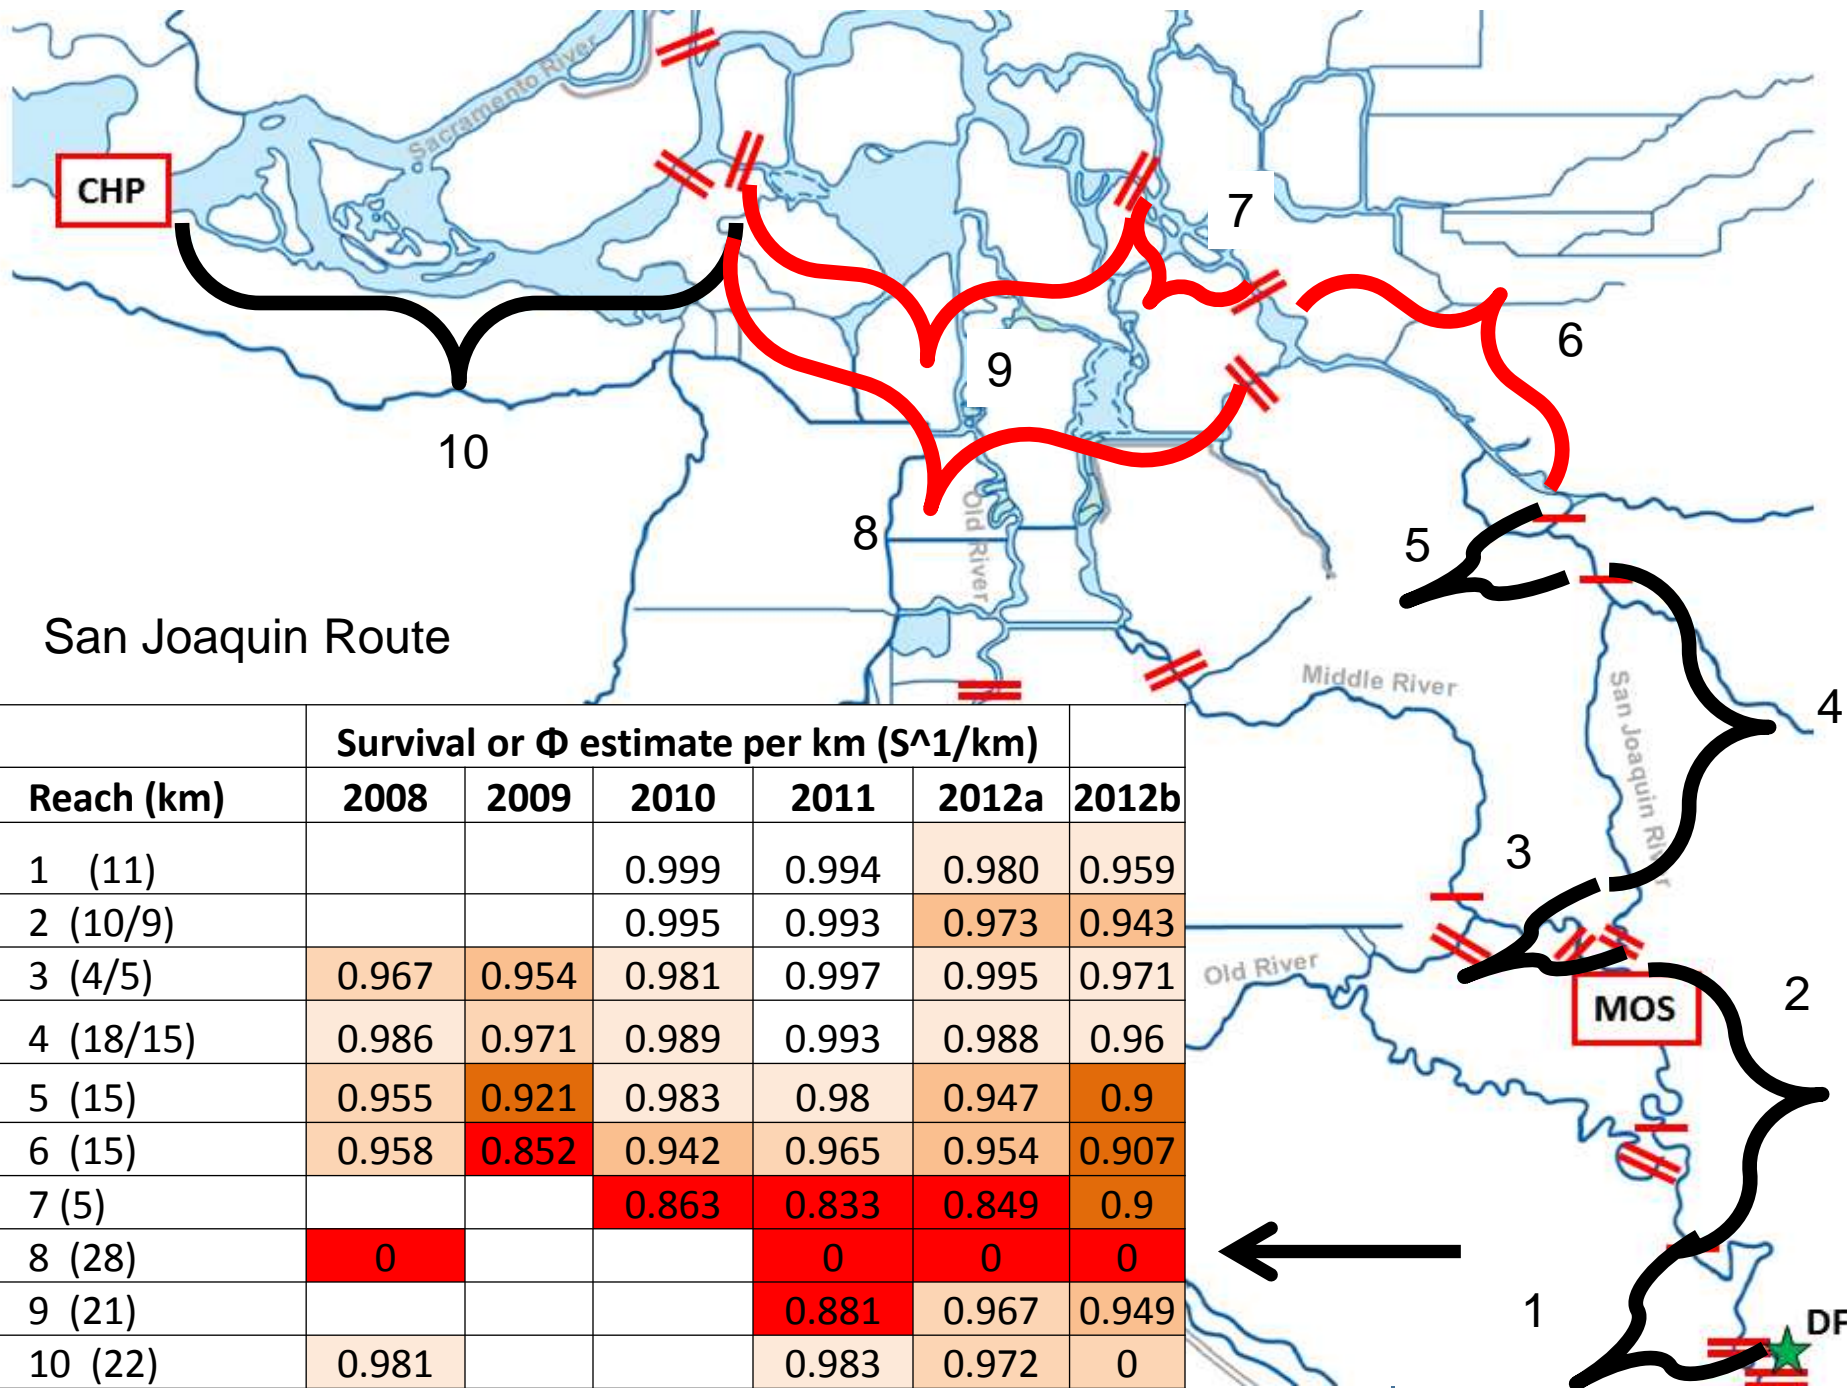 Sacramento River
CHP
7
6
9
10
8
5
Old River
San Joaquin Route
Middle River
San Joaquin River
4
3
Old River
MOS
2
1
DF
Survival or Φ estimate per km (S^1/km)
Reach (km) 2008 2009 2010 2011 2012a 2012b
1 (11) 0.999 0.994 0.980 0.959
2 (10/9) 0.995 0.993 0.973 0.943
3 (4/5) 0.967 0.954 0.981 0.997 0.995 0.971
4 (18/15) 0.986 0.971 0.989 0.993 0.988 0.96
5 (15) 0.955 0.921 0.983 0.98 0.947 0.9
6 (15) 0.958 0.852 0.942 0.965 0.954 0.907
7 (5) 0.863 0.833 0.849 0.9
8 (28) 0 0 0 0
9 (21) 0.881 0.967 0.949
10 (22) 0.981 0.983 0.972 0